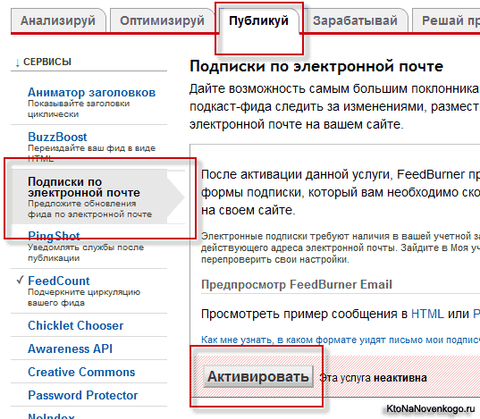 Анализируй Оптимизируй Публикуй Зарабатывай Решай
↓ СЕРВИСЫ
Аниматор заголовков
Показывайте заголовки
циклически
BuzzBoost
Переиздайте ваш фид в виде
HTML
Подписки по
электронной почте
Предложите обновления
фида по электронной почте
PingShot
Уведомлять службы после
публикации
✓ FeedCount
Подчеркните циркуляцию
вашего фида
Chicklet Chooser
Awareness API
Creative Commons
Password Protector
NoIndex
Подписки по электронной почте
Дайте возможность самым большим поклонника
подкаст-фида следить за изменениями, размест
электронной почте на вашем сайте.
После активации данной услуги, FeedBurner пр
формы подписки, который вам необходимо ско
на своем сайте.
Электронные подписки требуют наличия в вашей учетной за
действующего адреса электронной почты. Зайдите в Моя уч
перепроверить свои настройки.
Предпросмотр FeedBurner Email
Просмотреть пример сообщения в HTML или
Как мне узнать, в каком формате уидят письмо мои подписч
Активировать Эта услуга неактивна
KtoNaNovenkogo.ru